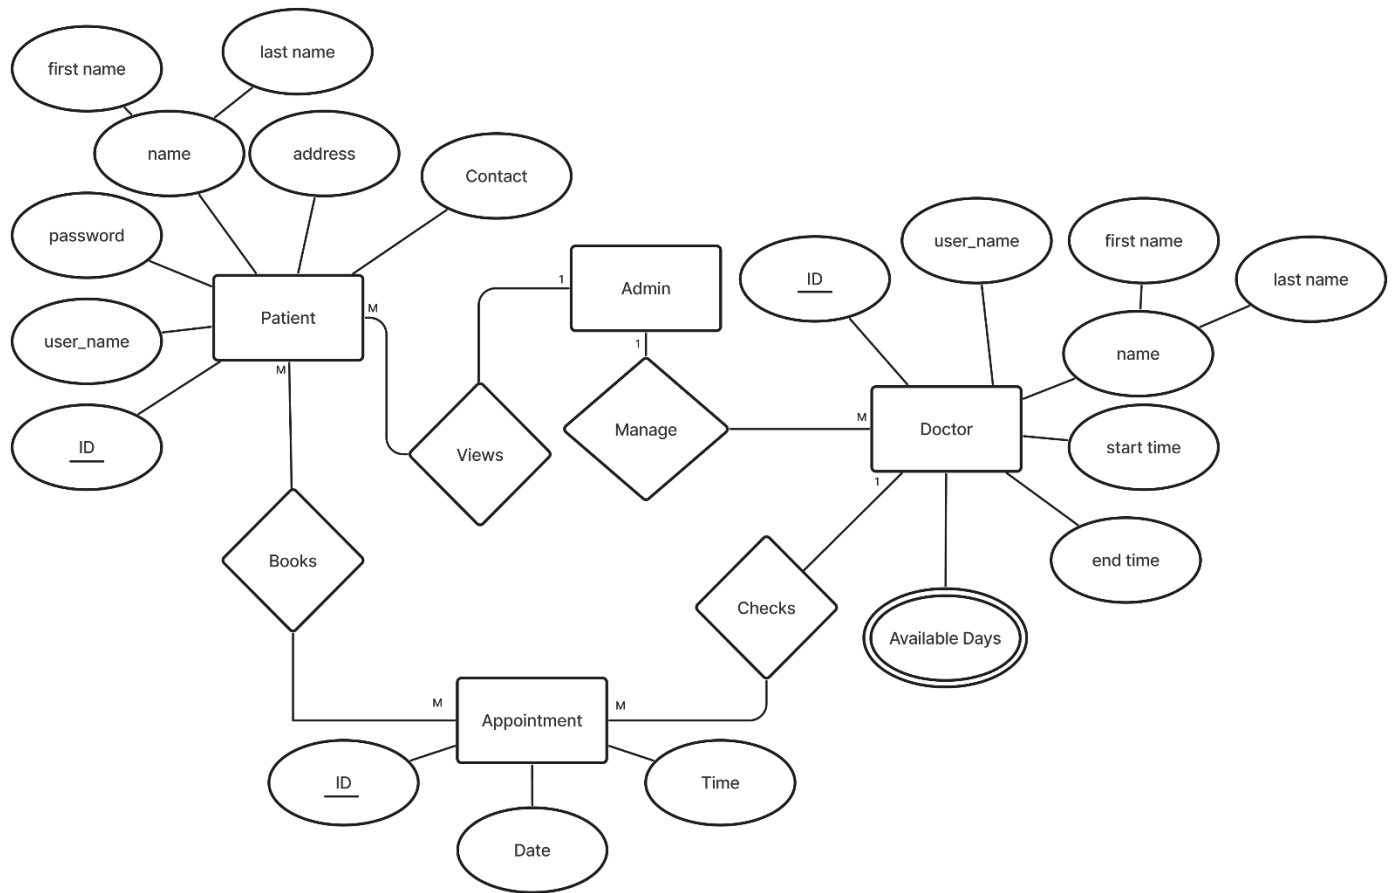 last name
first name
name
address
Contact
password
user_name
first name
ID
last name
1
Admin
M
Patient
user_name
1
name
M
M
Doctor
start time
ID
Manage
Views
1
Books
end time
Checks
Available Days
M
M
Appointment
ID
Time
Date